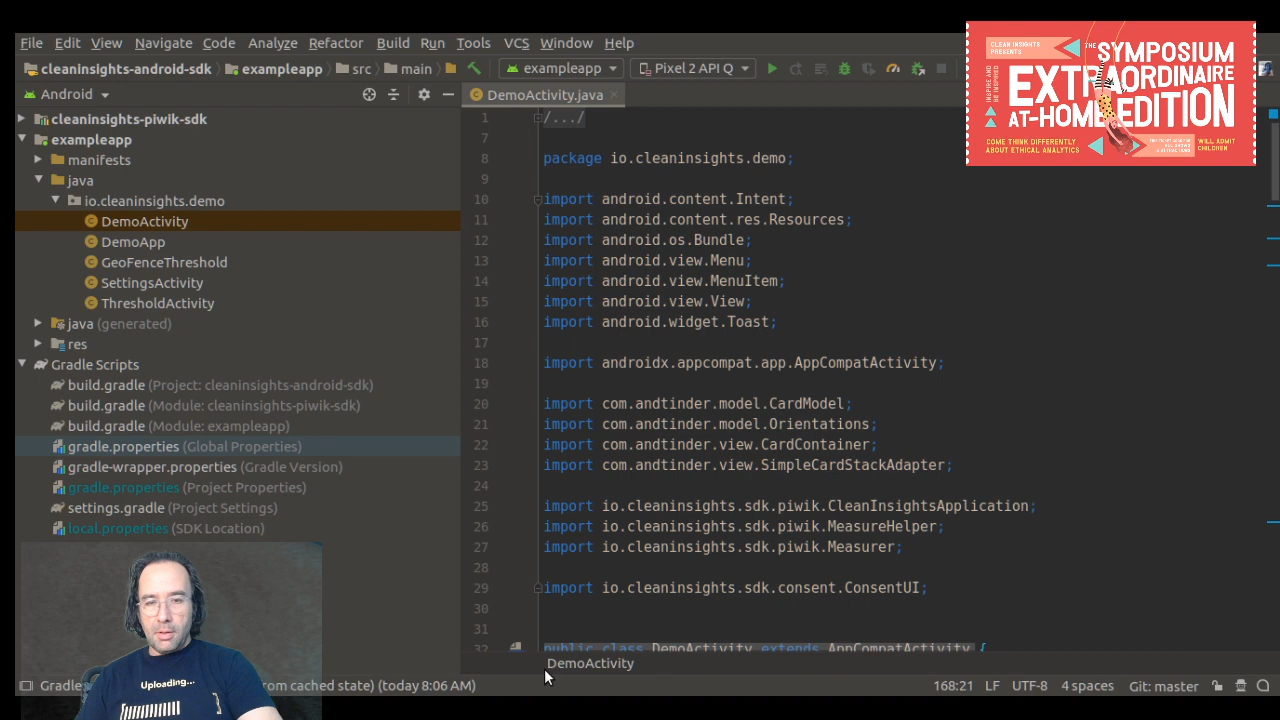 File Edit View Navigate Code Analyze Refactor Build Run Tools VCS Window Help
cleaninsights-android-sdk exampleapp src main exampleapp Pixel 2 API Q
Android
DemoActivity.java
cleaninsights-piwik-sdk
exampleapp
manifests
java
io.cleaninsights.demo
DemoActivity
DemoApp
GeoFenceThreshold
SettingsActivity
ThresholdActivity
java (generated)
res
Gradle Scripts
build.gradle (Project: cleaninsights-android-sdk)
build.gradle (Module: cleaninsights-piwik-sdk)
build.gradle (Module: exampleapp)
gradle.properties (Global Properties)
gradle-wrapper.properties (Gradle Version)
gradle.properties (Project Properties)
settings.gradle (Project Settings)
local.properties (SDK Location)
1 /.../
7
8 package io.cleaninsights.demo;
9
10 import android.content.Intent;
11 import android.content.res.Resources;
12 import android.os.Bundle;
13 import android.view.Menu;
14 import android.view.MenuItem;
15 import android.view.View;
16 import android.widget.Toast;
17
18 import androidx.appcompat.app.AppCompatActivity;
19
20 import com.andtinder.model.CardModel;
21 import com.andtinder.model.Orientations;
22 import com.andtinder.view.CardContainer;
23 import com.andtinder.view.SimpleCardStackAdapter;
24
25 import io.cleaninsights.sdk.piwik.CleanInsightsApplication;
26 import io.cleaninsights.sdk.piwik.MeasureHelper;
27 import io.cleaninsights.sdk.piwik.Measurer;
28
29 import io.cleaninsights.sdk.consent.ConsentUI;
30
31
32 public class DemoActivity extends AppCompatActivity {
DemoActivity
Gradle
from cached state) (today 8:06 AM)
168:21 LF UTF-8 4 spaces Git: master
Uploading...
CLEAN INSIGHTS
PRESENTS
THE SYMPOSIUM
EXTRAORDINAIRE
AT-HOME EDITION
INSPIRE AND
BE INSPIRED
COME THINK DIFFERENTLY
ABOUT ETHICAL ANALYTICS
WILL ADMIT
CHILDREN